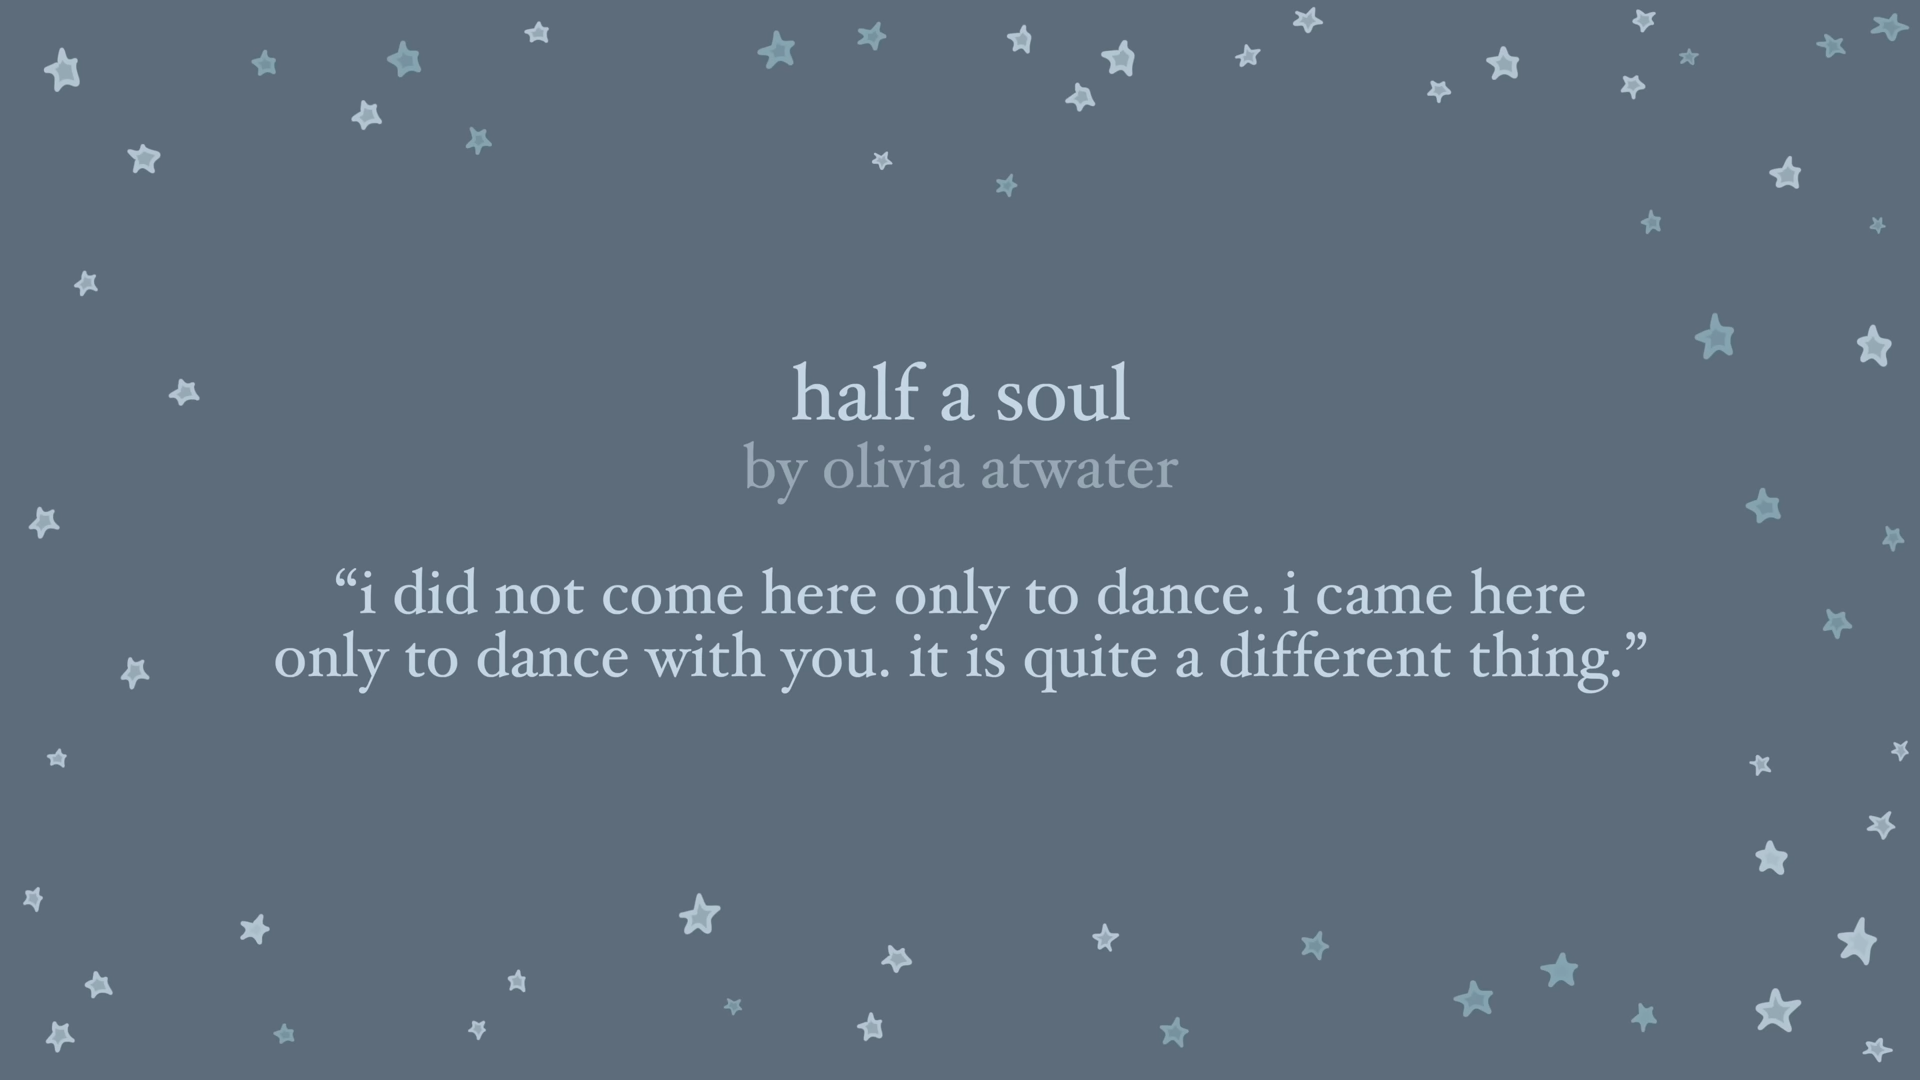 half a soul
by olivia atwater
“i did not come here only to dance. i came here
only to dance with you. it is quite a different thing.”